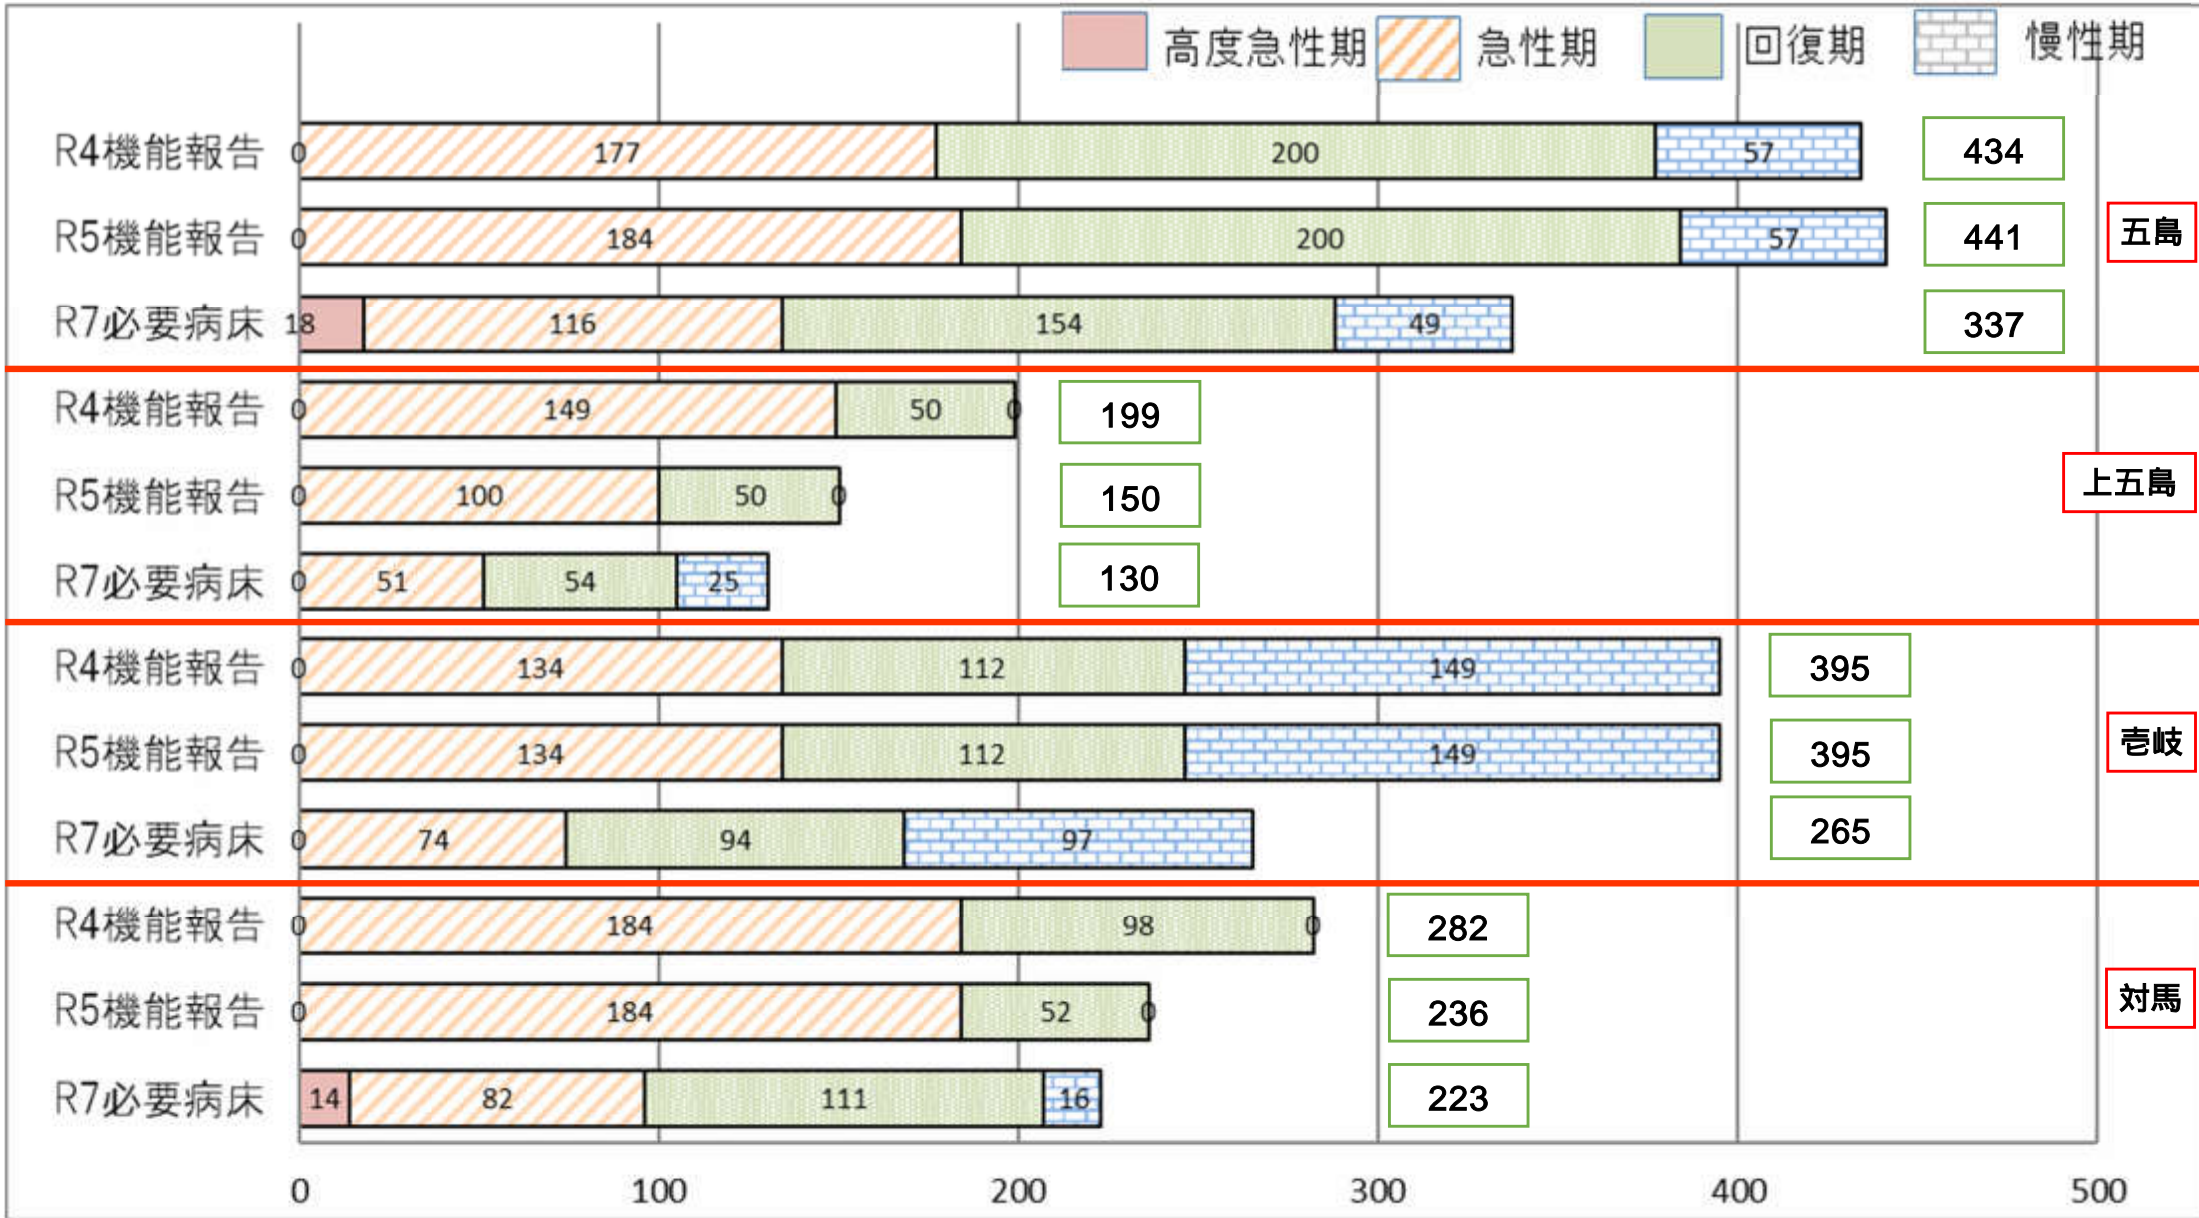 高度急性期 急性期 回復期 慢性期
R4機能報告 0 177 200 57 434
R5機能報告 0 184 200 57 441 五島
R7必要病床 18 116 154 49 337
R4機能報告 0 149 50 0 199
R5機能報告 0 100 50 0 150 上五島
R7必要病床 0 51 54 25 130
R4機能報告 0 134 112 149 395
R5機能報告 0 134 112 149 395 壱岐
R7必要病床 0 74 94 97 265
R4機能報告 0 184 98 0 282
R5機能報告 0 184 52 0 236 対馬
R7必要病床 14 82 111 16 223
0 100 200 300 400 500